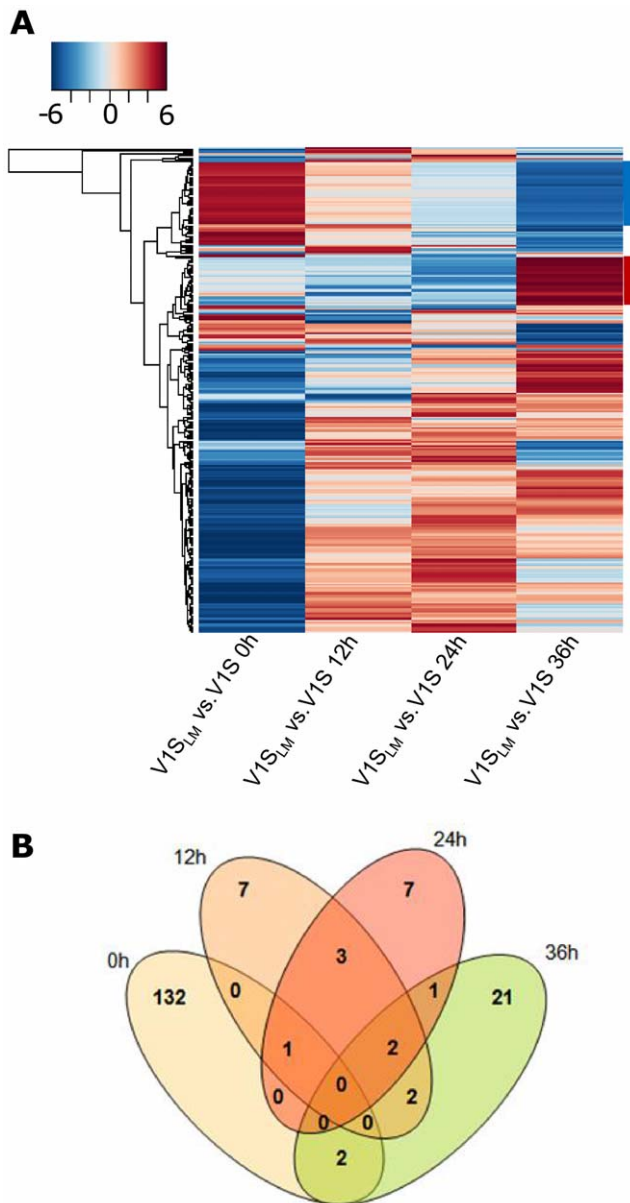 A
-6 0 6
V1S_LM vs. V1S 0h
V1S_LM vs. V1S 12h
V1S_LM vs. V1S 24h
V1S_LM vs. V1S 36h
B
24h
12h
7 7
36h
0h
3
132 0 1 21
1 2
0
0 2
0 0
2